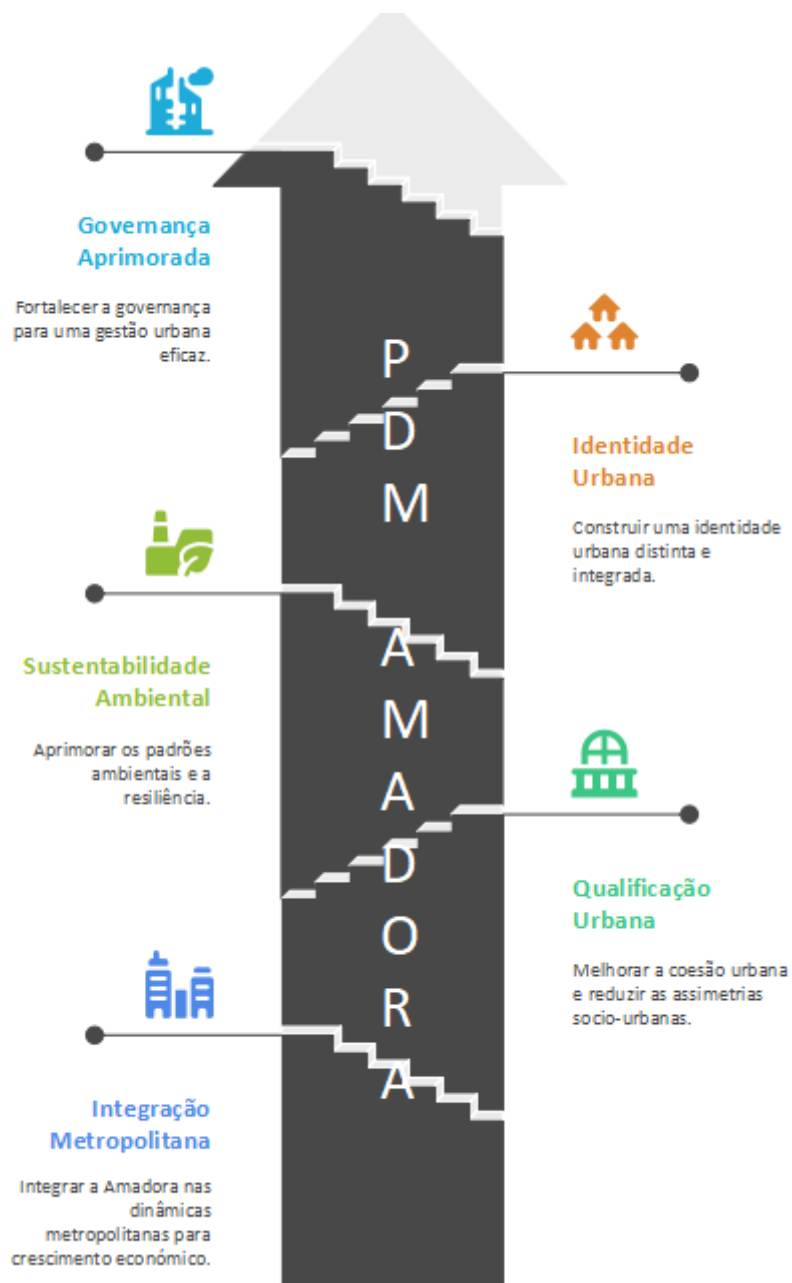 Governança
Aprimorada
Fortalecer a governança
para uma gestão urbana
eficaz.
Identidade
Urbana
Construir uma identidade
urbana distinta e
integrada.
Sustentabilidade
Ambiental
Aprimorar os padrões
ambientais e a
resiliência.
Qualificação
Urbana
Melhorar a coesão urbana
e reduzir as assimetrias
socio-urbanas.
Integração
Metropolitana
Integrar a Amadora nas
dinâmicas
metropolitanas para
crescimento económico.
PDM AMADORA